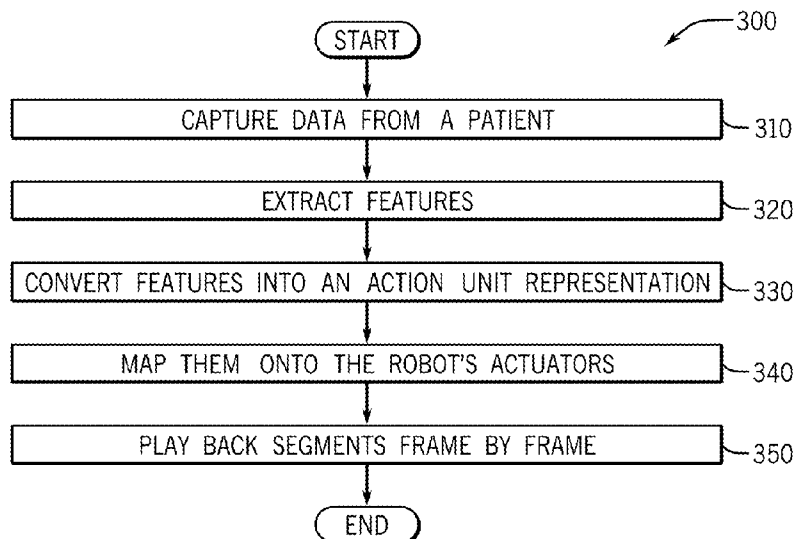 300
START
CAPTURE DATA FROM A PATIENT
310
EXTRACT FEATURES
320
CONVERT FEATURES INTO AN ACTION UNIT REPRESENTATION
330
MAP THEM ONTO THE ROBOT'S ACTUATORS
340
PLAY BACK SEGMENTS FRAME BY FRAME
350
END